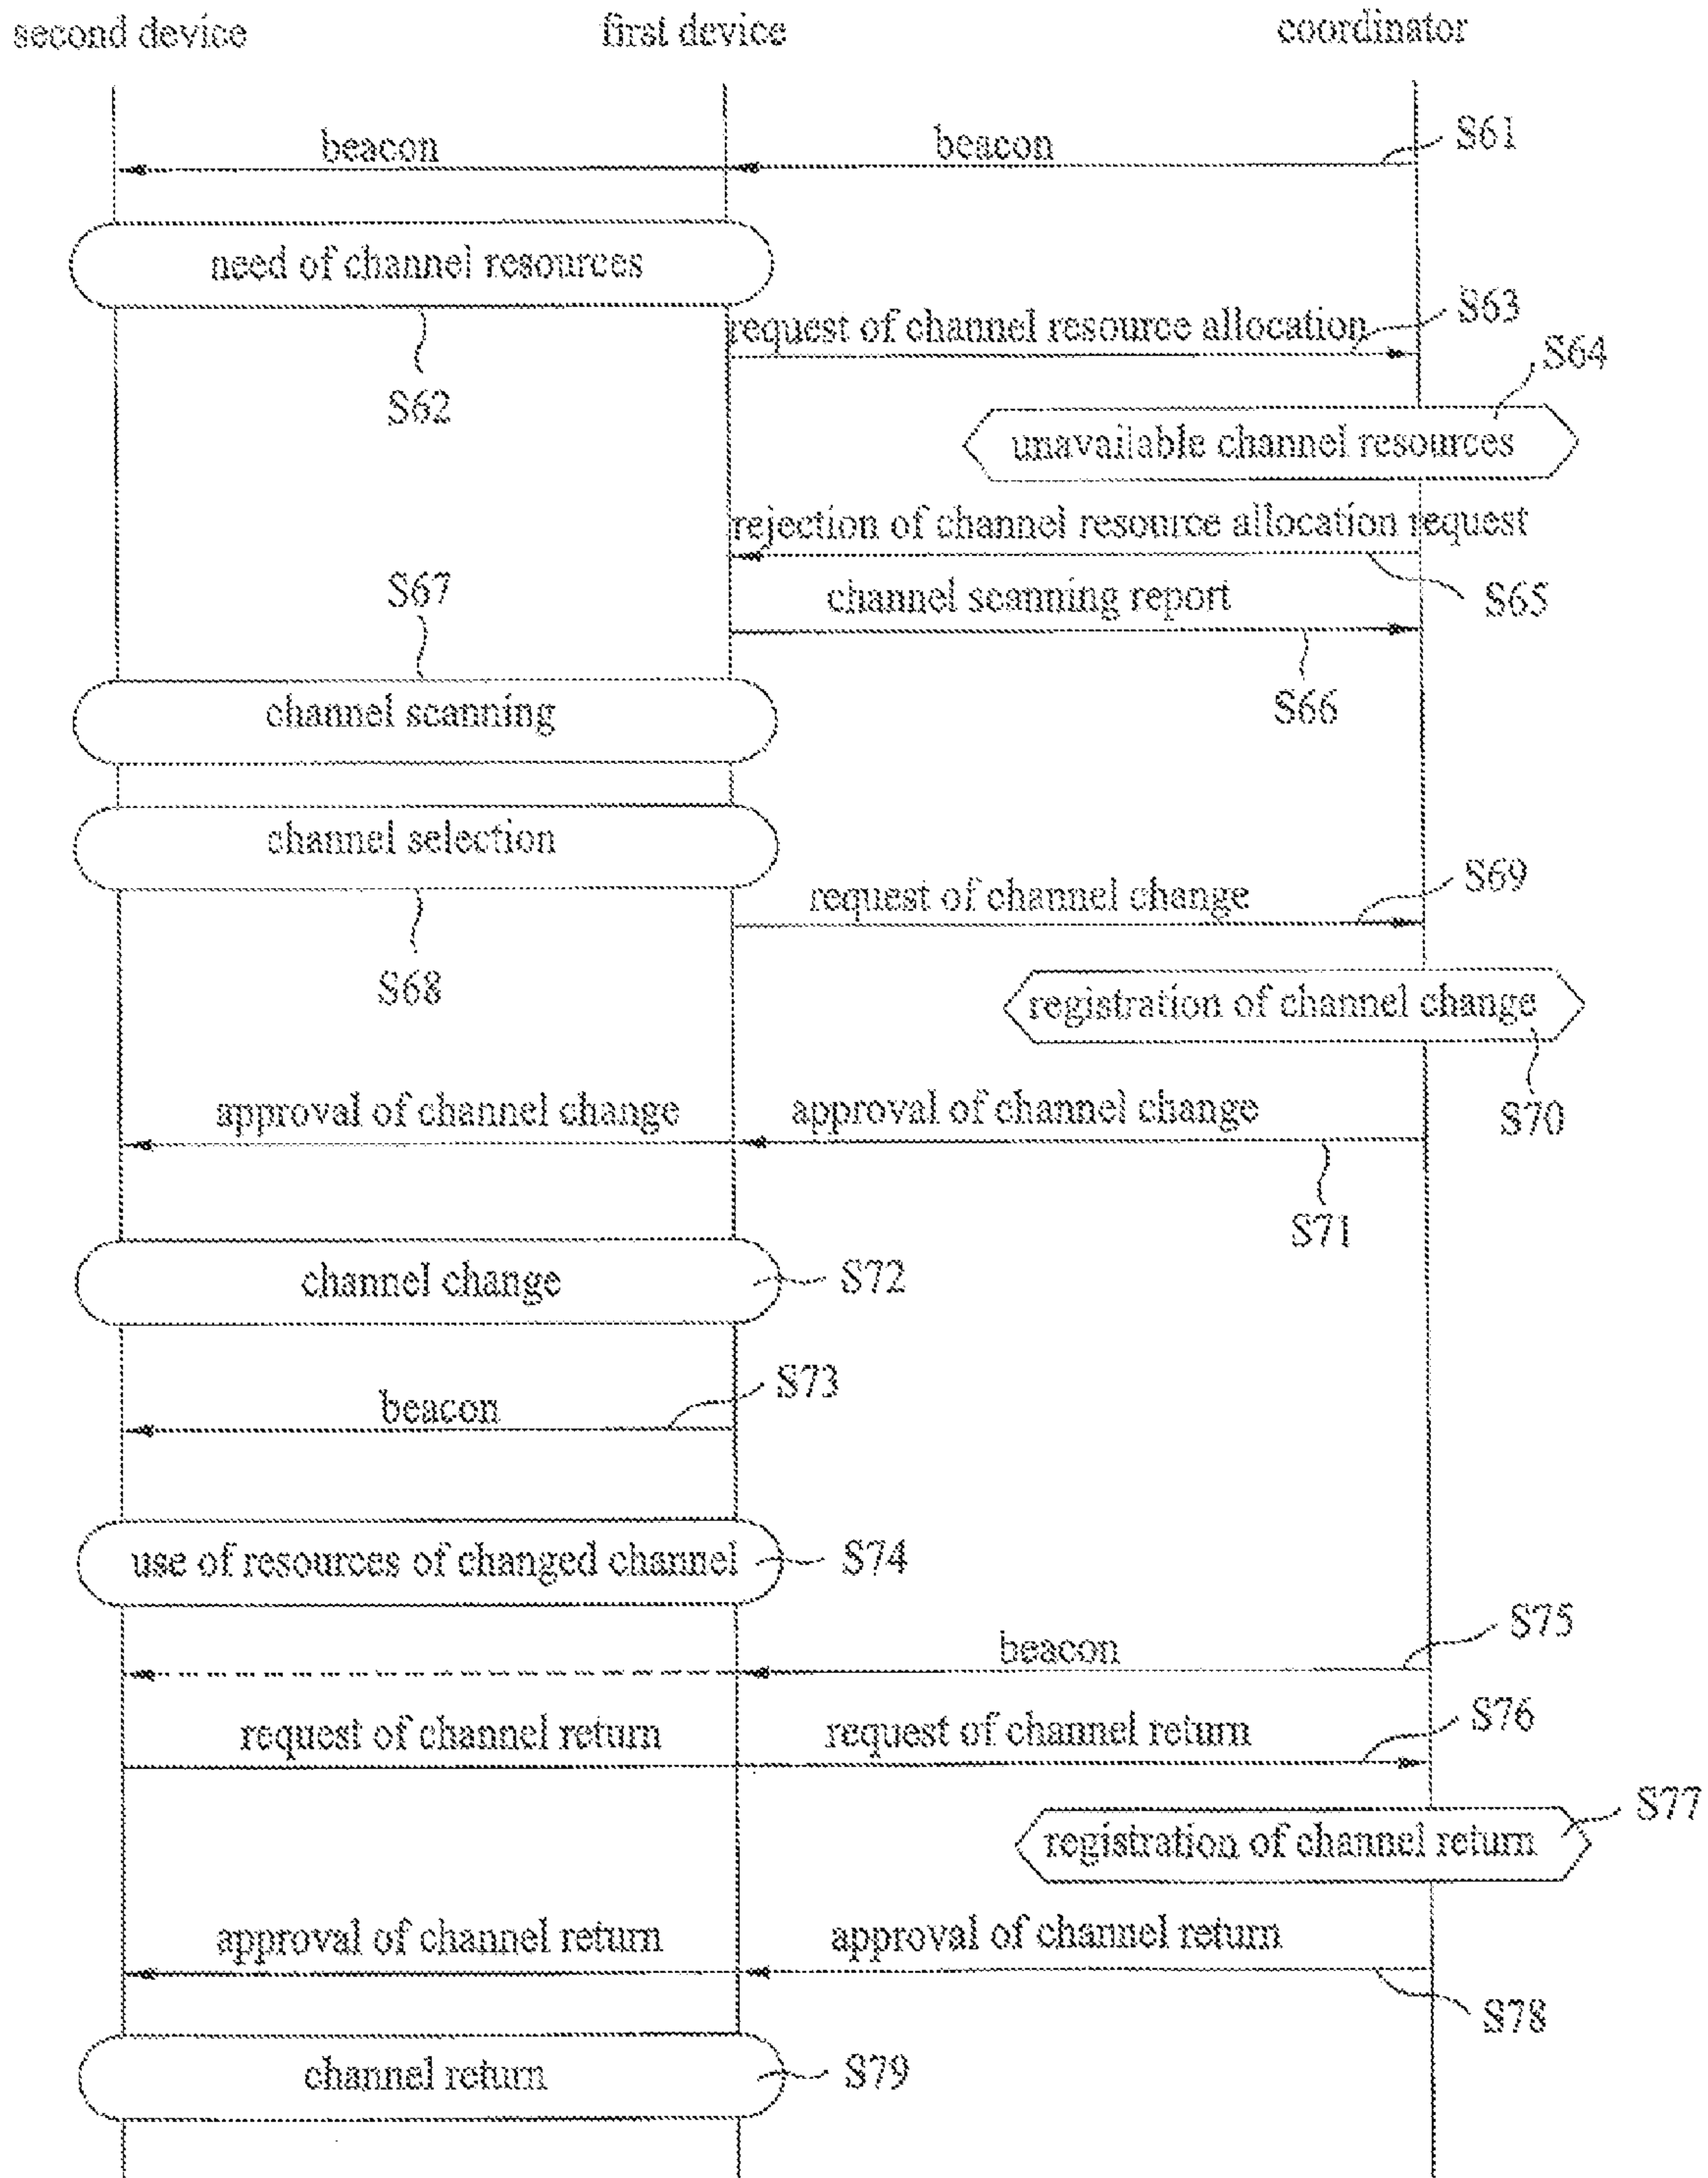 second device
first device
coordinator
beacon
beacon
S61
need of channel resources
S62
request of channel resource allocation
S63
S64
unavailable channel resources
rejection of channel resource allocation request
S65
S67
channel scanning report
S66
channel scanning
channel selection
S68
request of channel change
S69
registration of channel change
S70
approval of channel change
approval of channel change
S71
channel change
S72
S73
beacon
use of resources of changed channel
S74
beacon
S75
request of channel return
request of channel return
S76
S77
registration of channel return
approval of channel return
approval of channel return
S78
channel return
S79